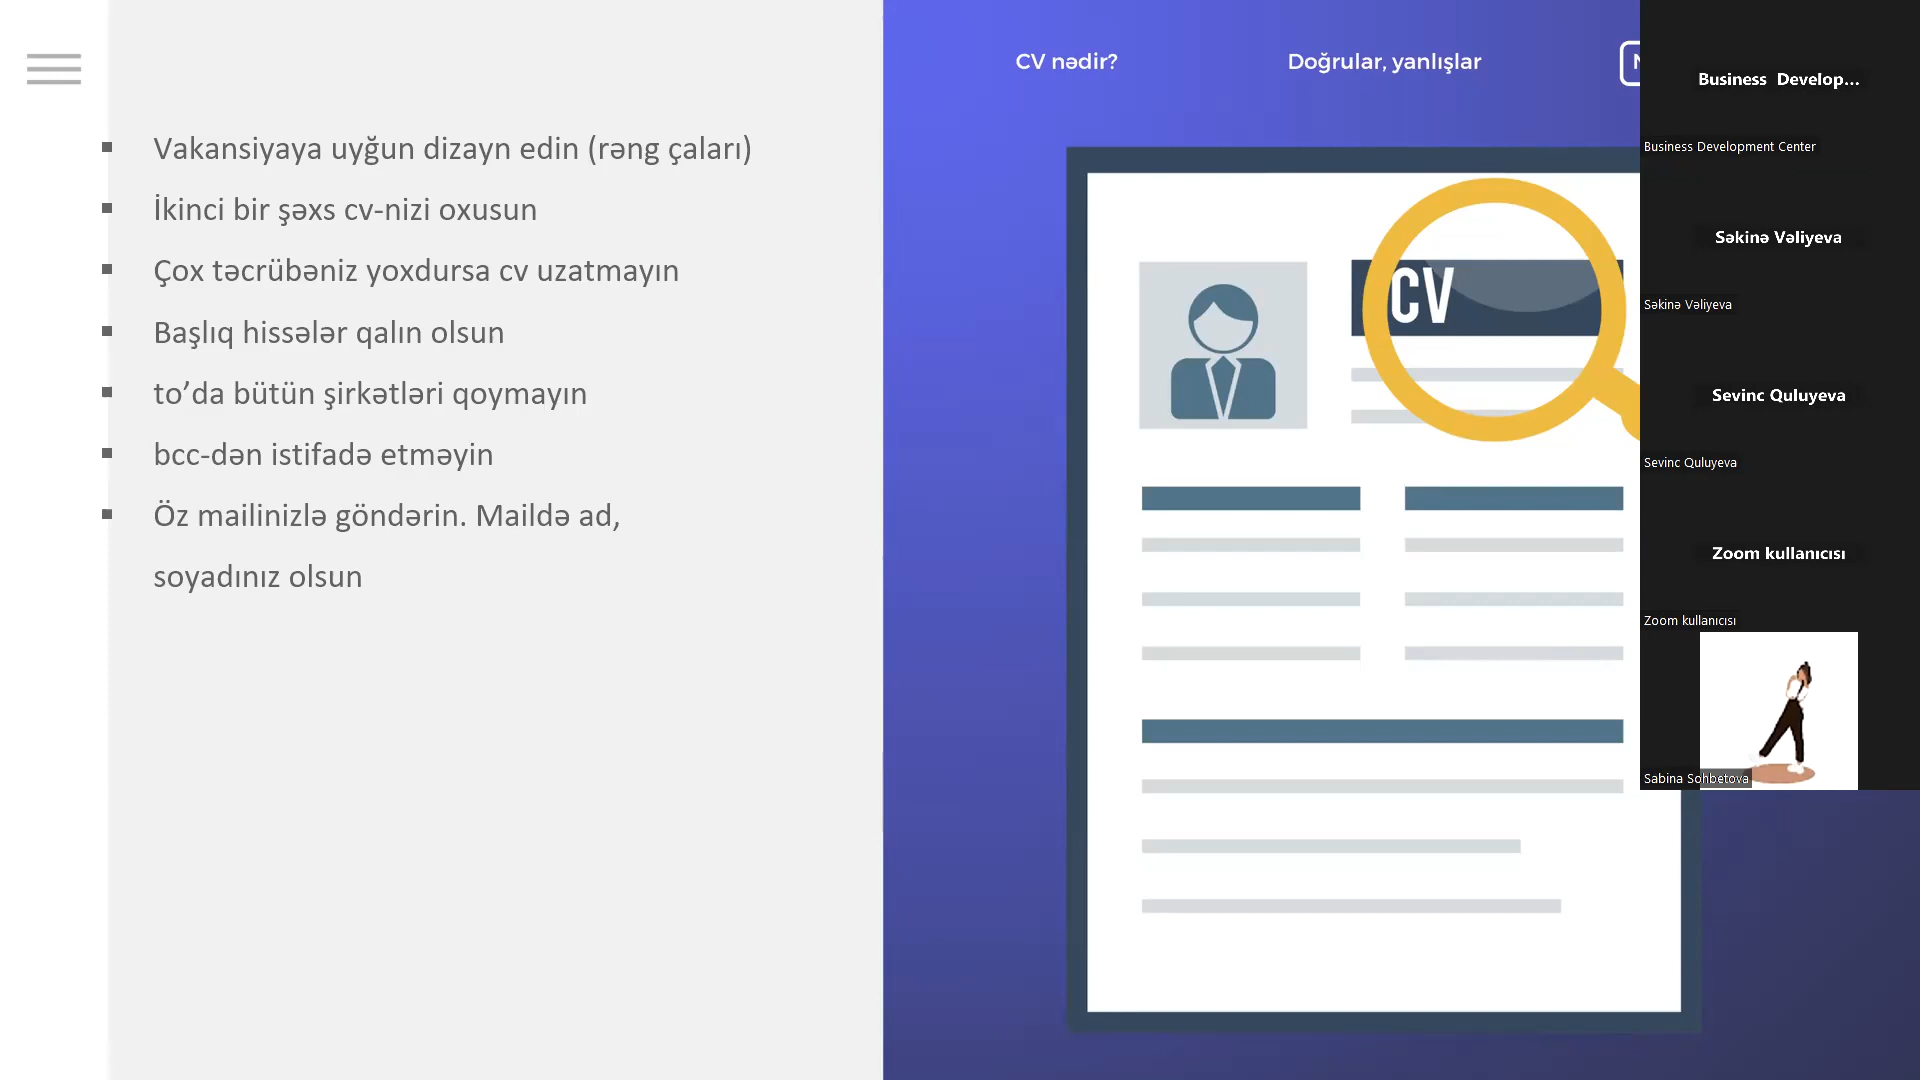 Vakansiyaya uyğun dizayn edin (rəng çaları)
İkinci bir şəxs cv-nizi oxusun
Çox təcrübəniz yoxdursa cv uzatmayın
Başlıq hissələr qalın olsun
to’da bütün şirkətləri qoymayın
bcc-dən istifadə etməyin
Öz mailinizlə göndərin. Maildə ad,
soyadınız olsun
CV nədir?
Doğrular, yanlışlar
CV
Business Develop...
Business Development Center
Səkinə Vəliyeva
Səkinə Vəliyeva
Sevinc Quluyeva
Sevinc Quluyeva
Zoom kullanıcısı
Zoom kullanıcısı
Sabina Sohbetova